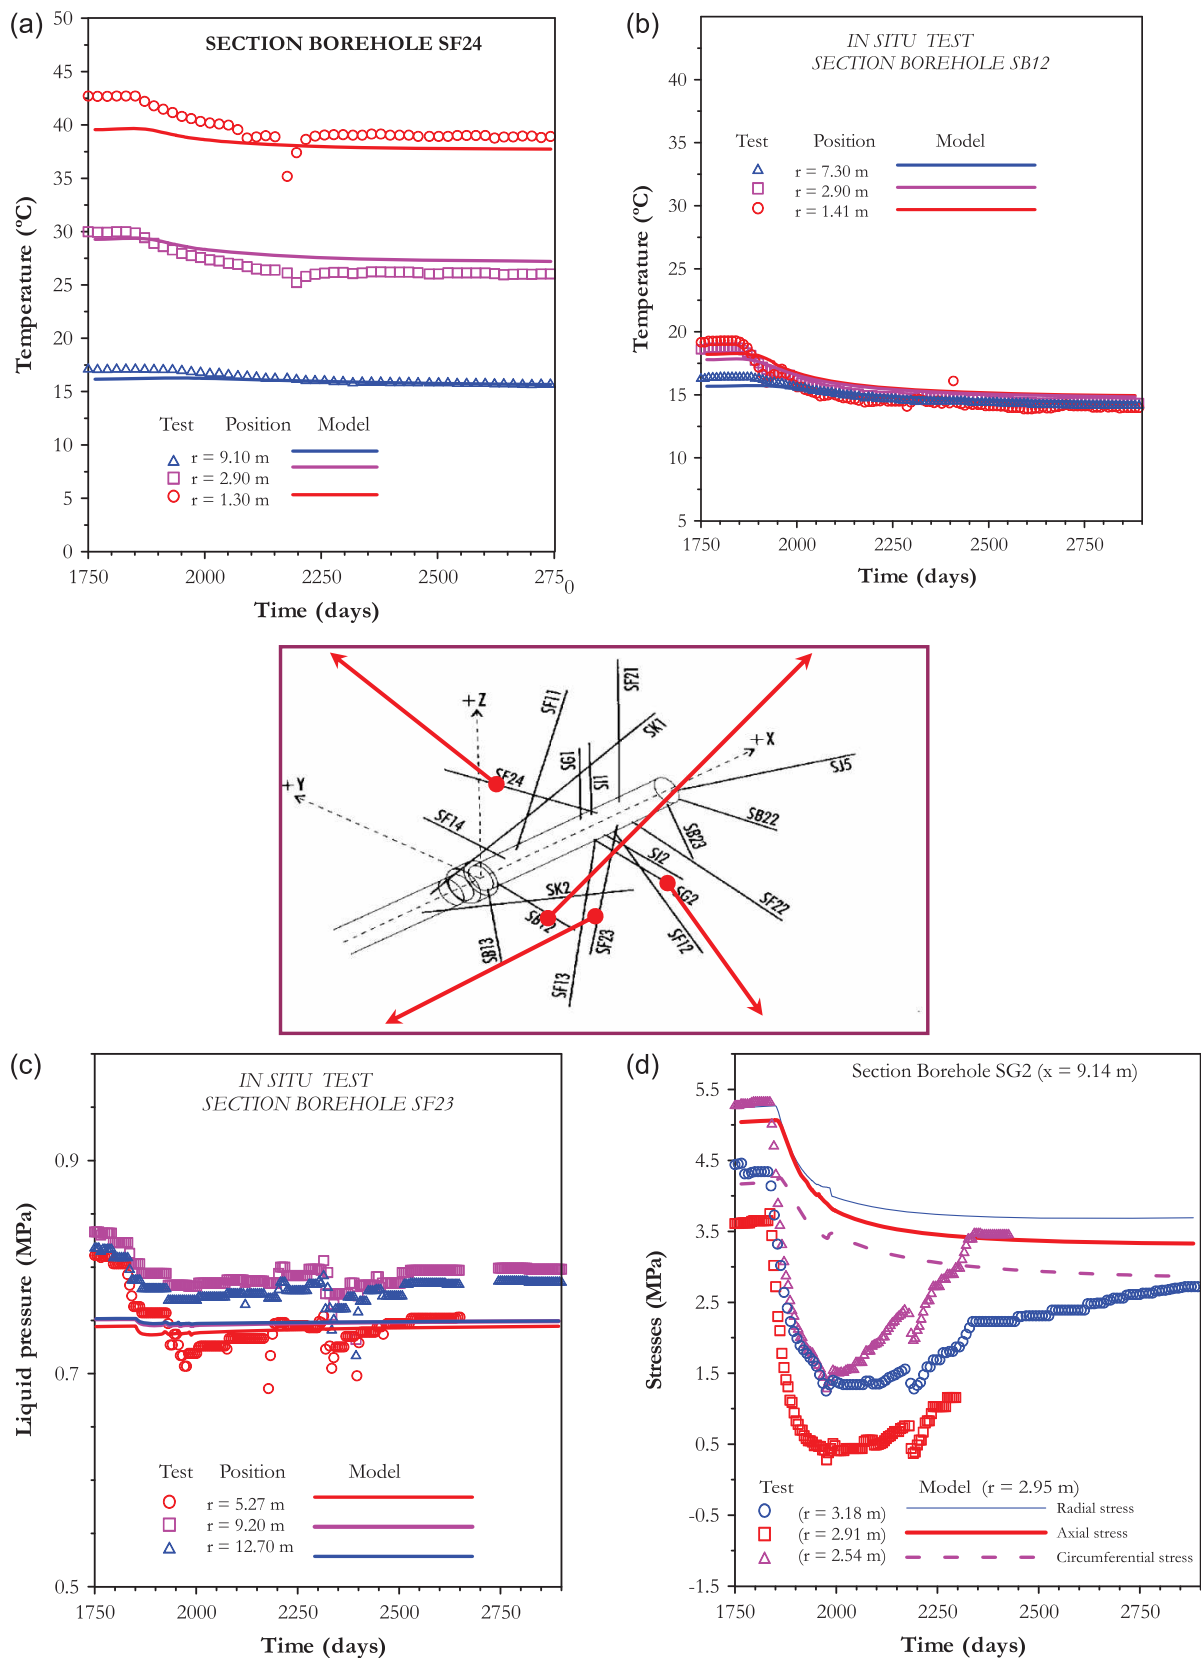 (a)
SECTION BOREHOLE SF24
50
45
40
35
30
25
20
15
10
5
0
Temperature (ºC)
Test Position Model
r = 9.10 m
r = 2.90 m
r = 1.30 m
1750 2000 2250 2500 2750
Time (days)
(b)
IN SITU TEST
SECTION BOREHOLE SB12
40
35
30
25
20
15
10
5
Temperature (ºC)
Test Position Model
r = 7.30 m
r = 2.90 m
r = 1.41 m
1750 2000 2250 2500 2750
Time (days)
+Z
SF11
SF21
SK1
+X
SG1
SI1
SJ5
SF24
+Y
SF14
SB22
SB23
SI2
SK2
SG2
SF22
SB12
SB13
SF23
SF12
SF13
(c)
IN SITU TEST
SECTION BOREHOLE SF23
0.9
0.7
0.5
Liquid pressure (MPa)
Test Position Model
r = 5.27 m
r = 9.20 m
r = 12.70 m
1750 2000 2250 2500 2750
Time (days)
(d)
Section Borehole SG2 (x = 9.14 m)
5.5
4.5
3.5
2.5
1.5
0.5
-0.5
-1.5
Stresses (MPa)
Test Model (r = 2.95 m)
(r = 3.18 m) Radial stress
(r = 2.91 m) Axial stress
(r = 2.54 m) Circumferential stress
1750 2000 2250 2500 2750
Time (days)